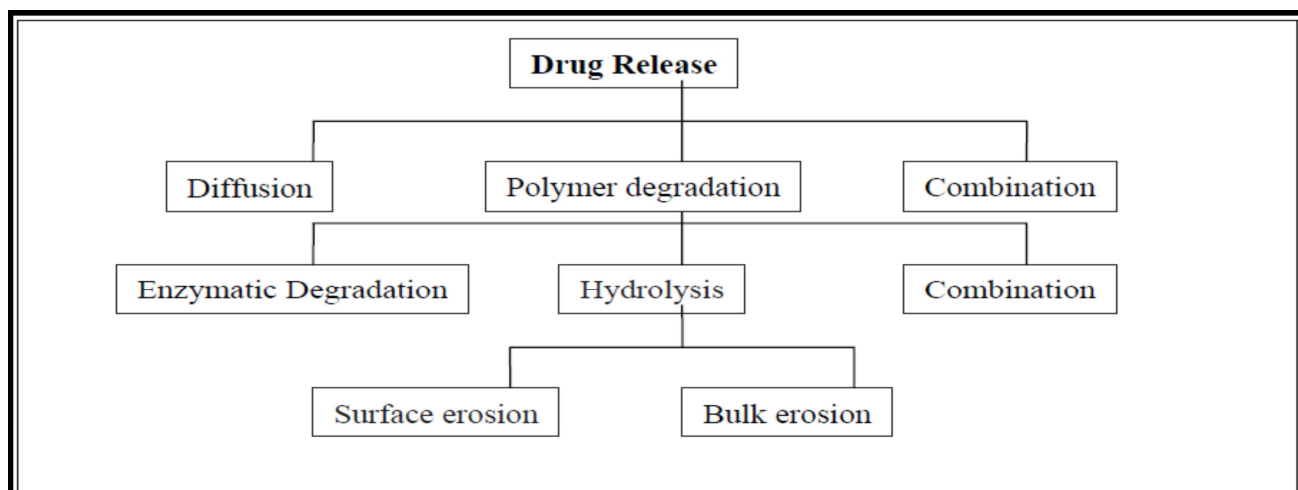 Drug Release
Diffusion
Polymer degradation
Combination
Enzymatic Degradation
Hydrolysis
Combination
Surface erosion
Bulk erosion